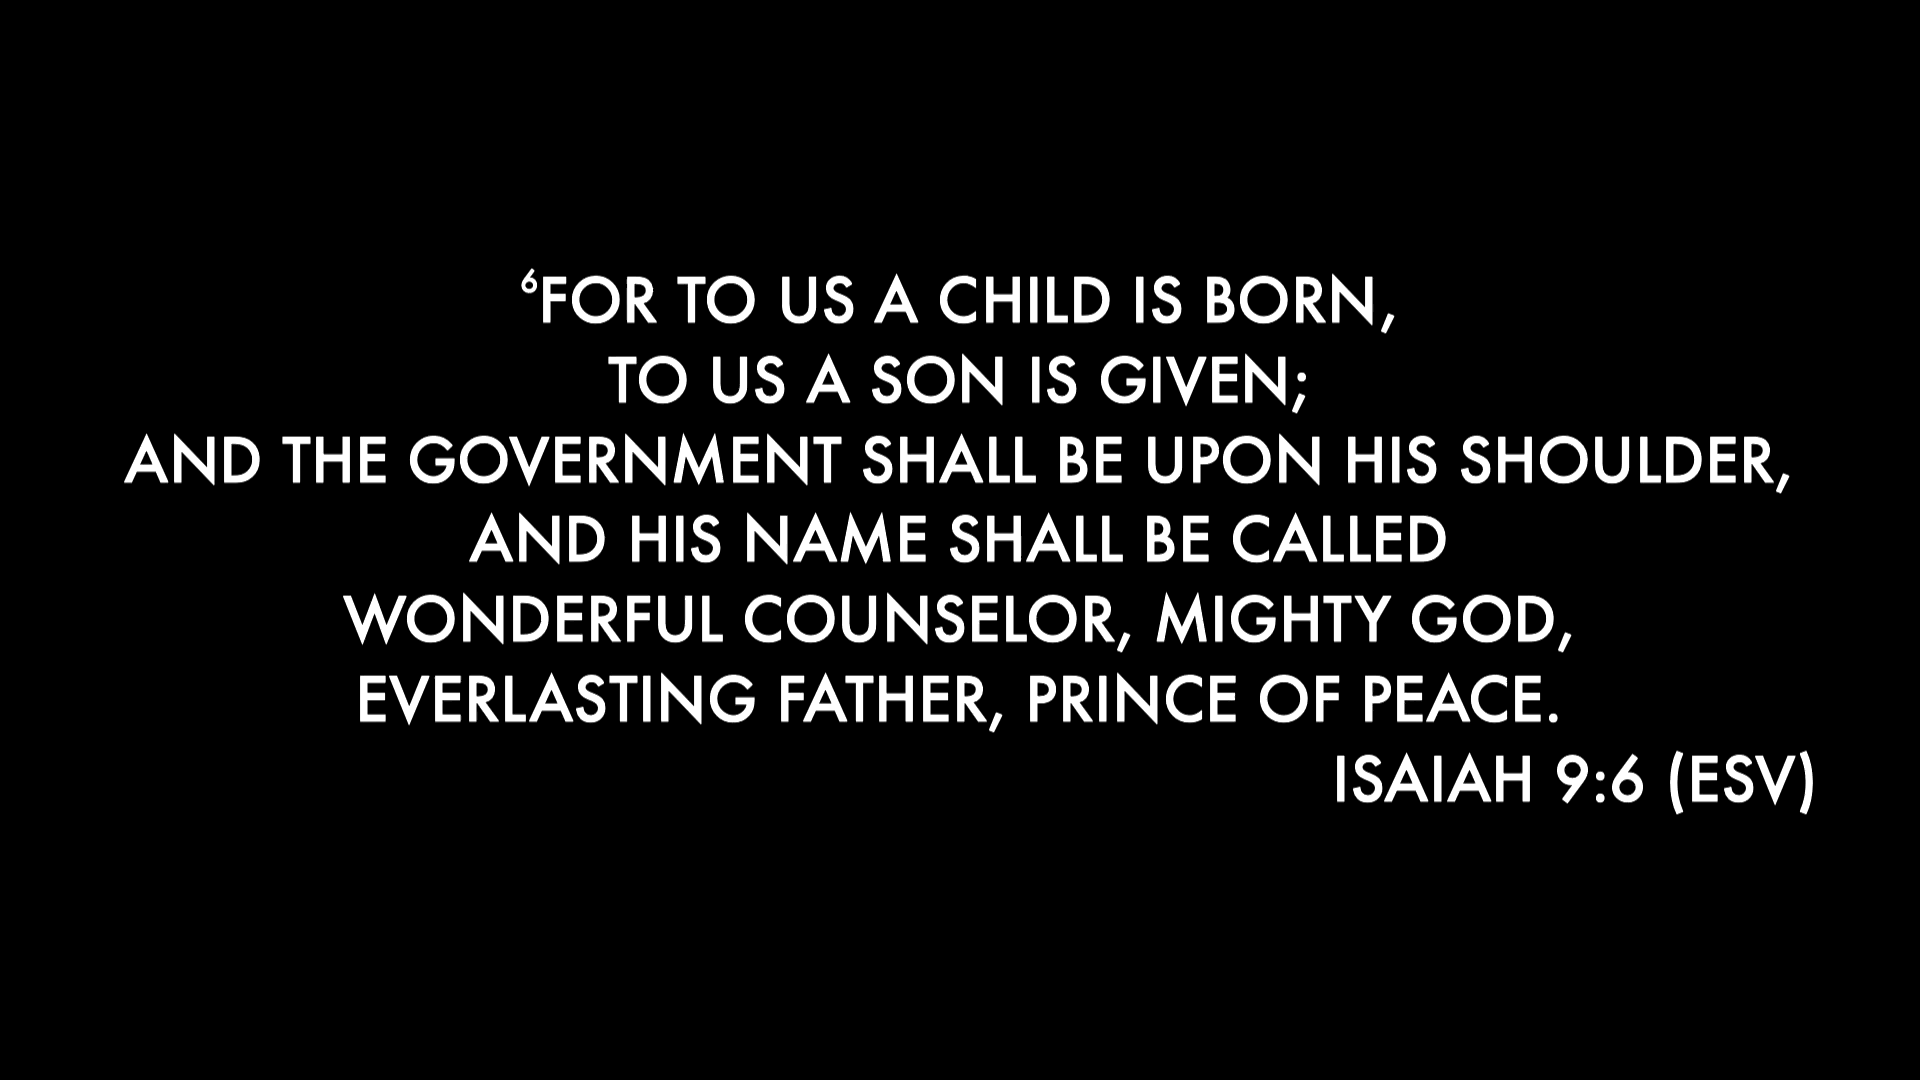 ⁶FOR TO US A CHILD IS BORN,
TO US A SON IS GIVEN;
AND THE GOVERNMENT SHALL BE UPON HIS SHOULDER,
AND HIS NAME SHALL BE CALLED
WONDERFUL COUNSELOR, MIGHTY GOD,
EVERLASTING FATHER, PRINCE OF PEACE.
ISAIAH 9:6 (ESV)